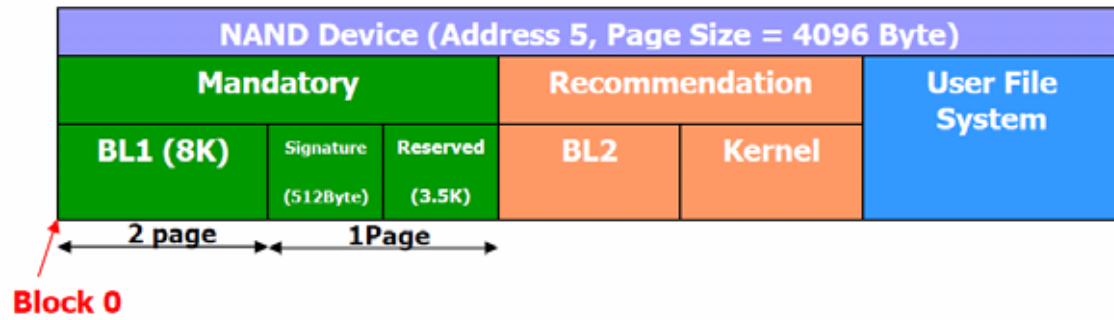 NAND Device (Address 5, Page Size = 4096 Byte)
Mandatory
Recommendation
User File
System
BL1 (8K)
Signature
(512Byte)
Reserved
(3.5K)
BL2
Kernel
2 page
1Page
Block 0